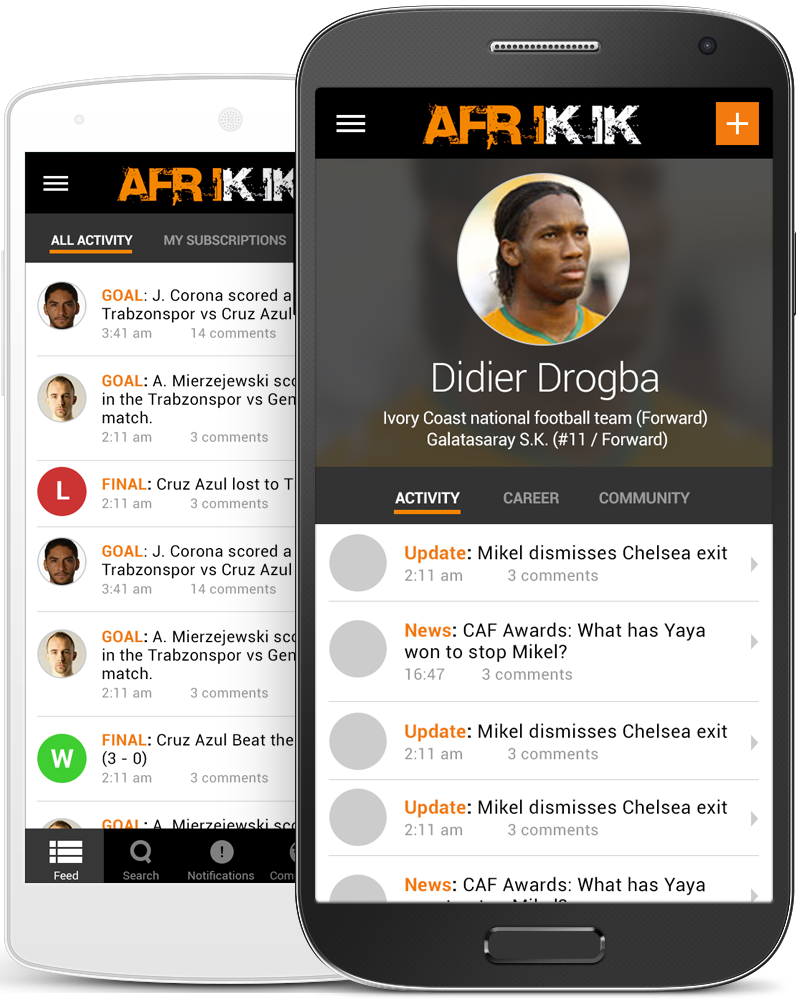 AFRIKIK
ALL ACTIVITY
MY SUBSCRIPTIONS
GOAL: J. Corona scored a
Trabzonspor vs Cruz Azul
3:41 am 14 comments
GOAL: A. Mierzejewski sco
in the Trabzonspor vs Gen
match.
2:11 am 3 comments
L
FINAL: Cruz Azul lost to T
2:11 am 3 comments
GOAL: J. Corona scored a
Trabzonspor vs Cruz Azul
3:41 am 14 comments
GOAL: A. Mierzejewski sco
in the Trabzonspor vs Gen
match.
2:11 am 3 comments
W
FINAL: Cruz Azul Beat the
(3 - 0)
2:11 am 3 comments
GOAL: A. Mierzejewski sco
Feed
Search
!
Notifications
Com
AFRIKIK
+
Didier Drogba
Ivory Coast national football team (Forward)
Galatasaray S.K. (#11 / Forward)
ACTIVITY
CAREER
COMMUNITY
Update: Mikel dismisses Chelsea exit
2:11 am 3 comments
News: CAF Awards: What has Yaya
won to stop Mikel?
16:47 3 comments
Update: Mikel dismisses Chelsea exit
2:11 am 3 comments
Update: Mikel dismisses Chelsea exit
2:11 am 3 comments
News: CAF Awards: What has Yaya